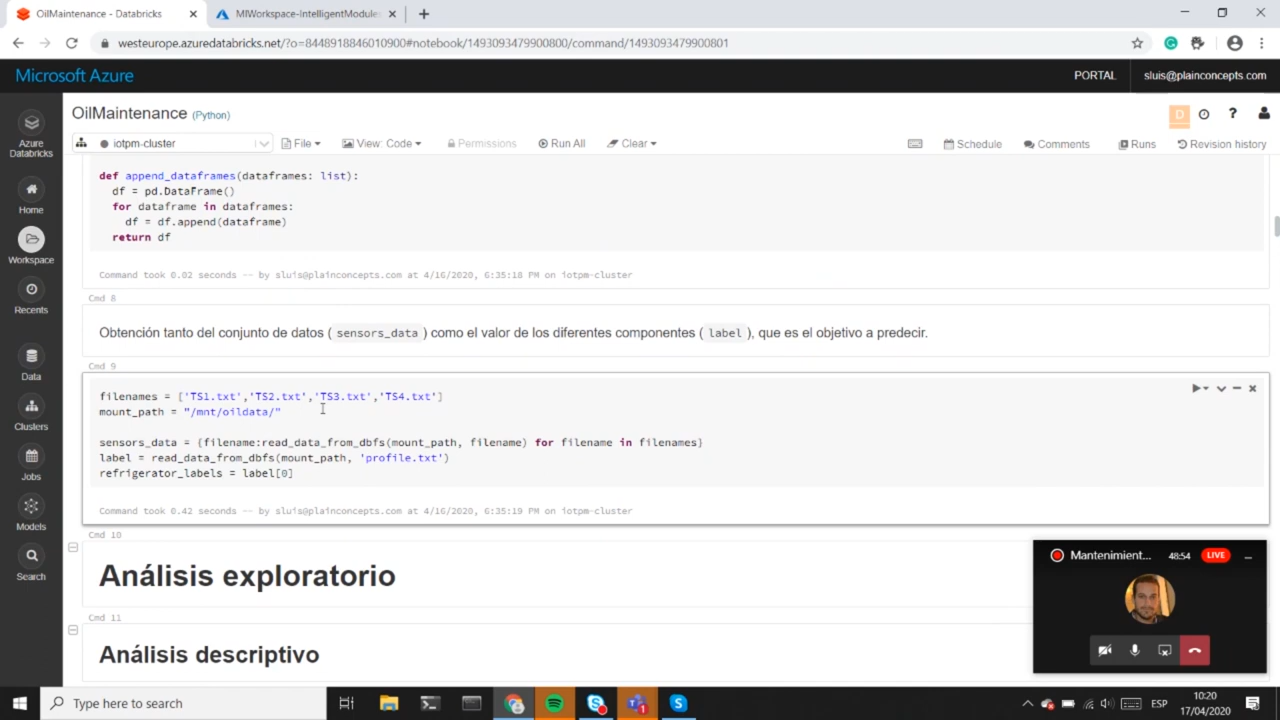 OilMaintenance - Databricks
MIWorkspace-IntelligentModules
westeurope.azuredatabricks.net/?o=8448918846010900#notebook/1493093479900800/command/1493093479900801
Microsoft Azure
PORTAL
sluis@plainconcepts.com
OilMaintenance (Python)
D
?
iotpm-cluster
File
View: Code
Permissions
Run All
Clear
Schedule
Comments
Runs
Revision history
Azure
Databricks
Home
Workspace
Recents
Data
Clusters
Jobs
Models
Search
def append_dataframes(dataframes: list):
df = pd.DataFrame()
for dataframe in dataframes:
df = df.append(dataframe)
return df
Command took 0.02 seconds -- by sluis@plainconcepts.com at 4/16/2020, 6:35:18 PM on iotpm-cluster
Cmd 8
Obtención tanto del conjunto de datos ( sensors_data ) como el valor de los diferentes componentes ( label ), que es el objetivo a predecir.
Cmd 9
filenames = ['TS1.txt','TS2.txt','TS3.txt','TS4.txt']
mount_path = "/mnt/oildata/"
sensors_data = {filename:read_data_from_dbfs(mount_path, filename) for filename in filenames}
label = read_data_from_dbfs(mount_path, 'profile.txt')
refrigerator_labels = label[0]
Command took 0.42 seconds -- by sluis@plainconcepts.com at 4/16/2020, 6:35:19 PM on iotpm-cluster
Cmd 10
Análisis exploratorio
Cmd 11
Análisis descriptivo
Mantenimient... 48:54 LIVE
Type here to search
ESP
10:20
17/04/2020